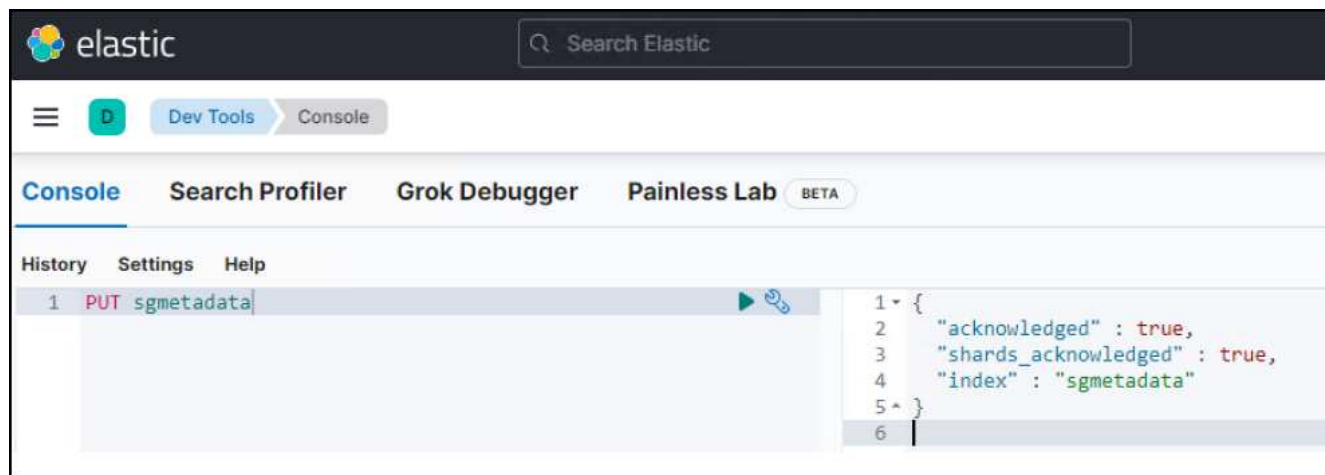 elastic
Search Elastic
D
Dev Tools Console
Console Search Profiler Grok Debugger Painless Lab BETA
History Settings Help
1 PUT sgmetadata
1 {
2 "acknowledged" : true,
3 "shards_acknowledged" : true,
4 "index" : "sgmetadata"
5 }
6